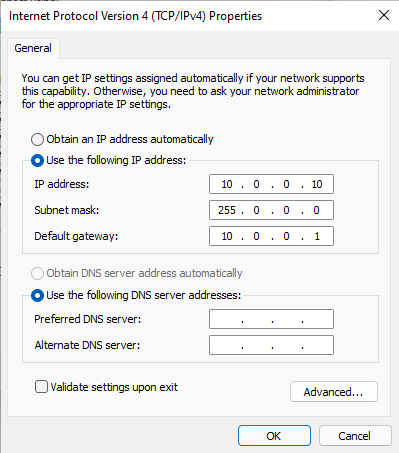 Internet Protocol Version 4 (TCP/IPv4) Properties
General
You can get IP settings assigned automatically if your network supports
this capability. Otherwise, you need to ask your network administrator
for the appropriate IP settings.
Obtain an IP address automatically
Use the following IP address:
IP address: 10 . 0 . 0 . 10
Subnet mask: 255 . 0 . 0 . 0
Default gateway: 10 . 0 . 0 . 1
Obtain DNS server address automatically
Use the following DNS server addresses:
Preferred DNS server: . . .
Alternate DNS server: . . .
Validate settings upon exit
Advanced...
OK Cancel